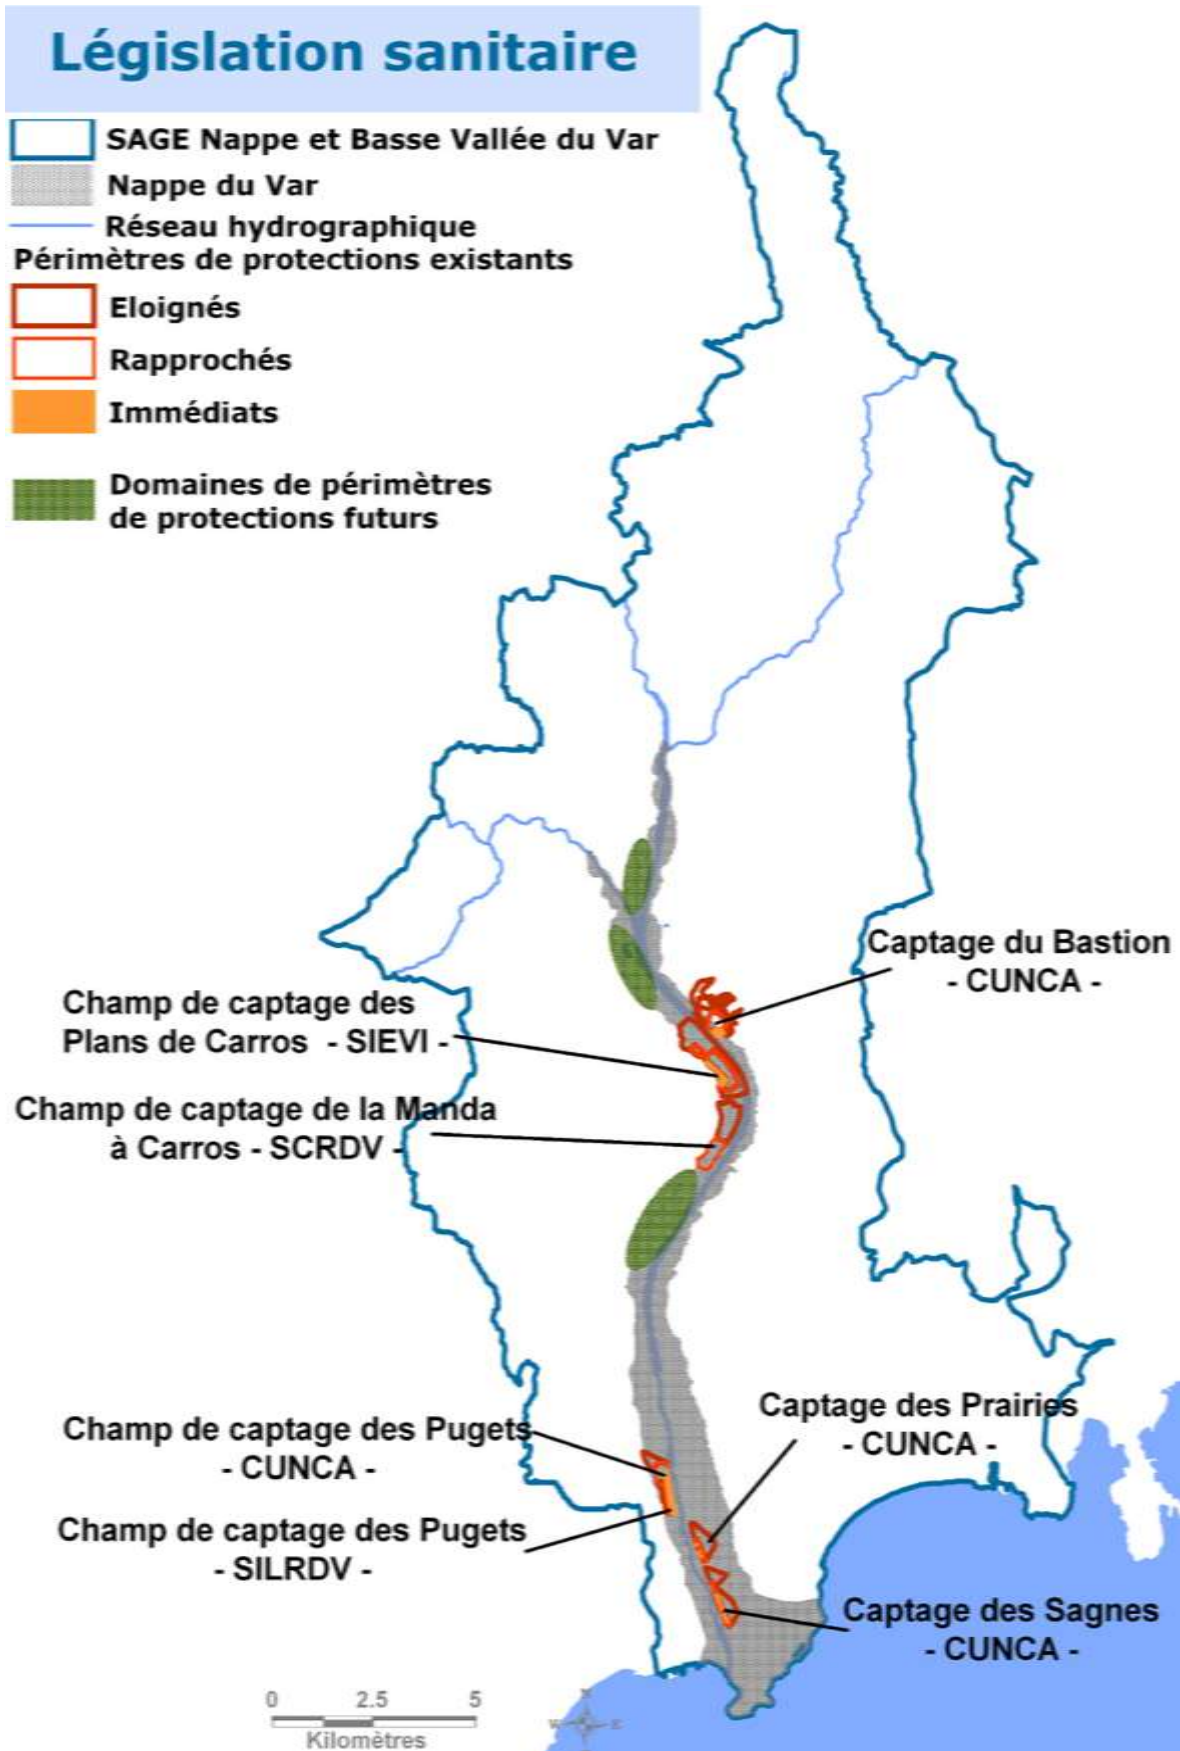 Législation sanitaire
SAGE Nappe et Basse Vallée du Var
Nappe du Var
Réseau hydrographique
Périmètres de protections existants
Eloignés
Rapprochés
Immédiats
Domaines de périmètres
de protections futurs
Captage du Bastion
- CUNCA -
Champ de captage des
Plans de Carros - SIEVI -
Champ de captage de la Manda
à Carros - SCRDV -
Captage des Prairies
- CUNCA -
Champ de captage des Pugets
- CUNCA -
Champ de captage des Pugets
- SILRDV -
Captage des Sagnes
- CUNCA -
0 2.5 5
Kilomètres
N
W E